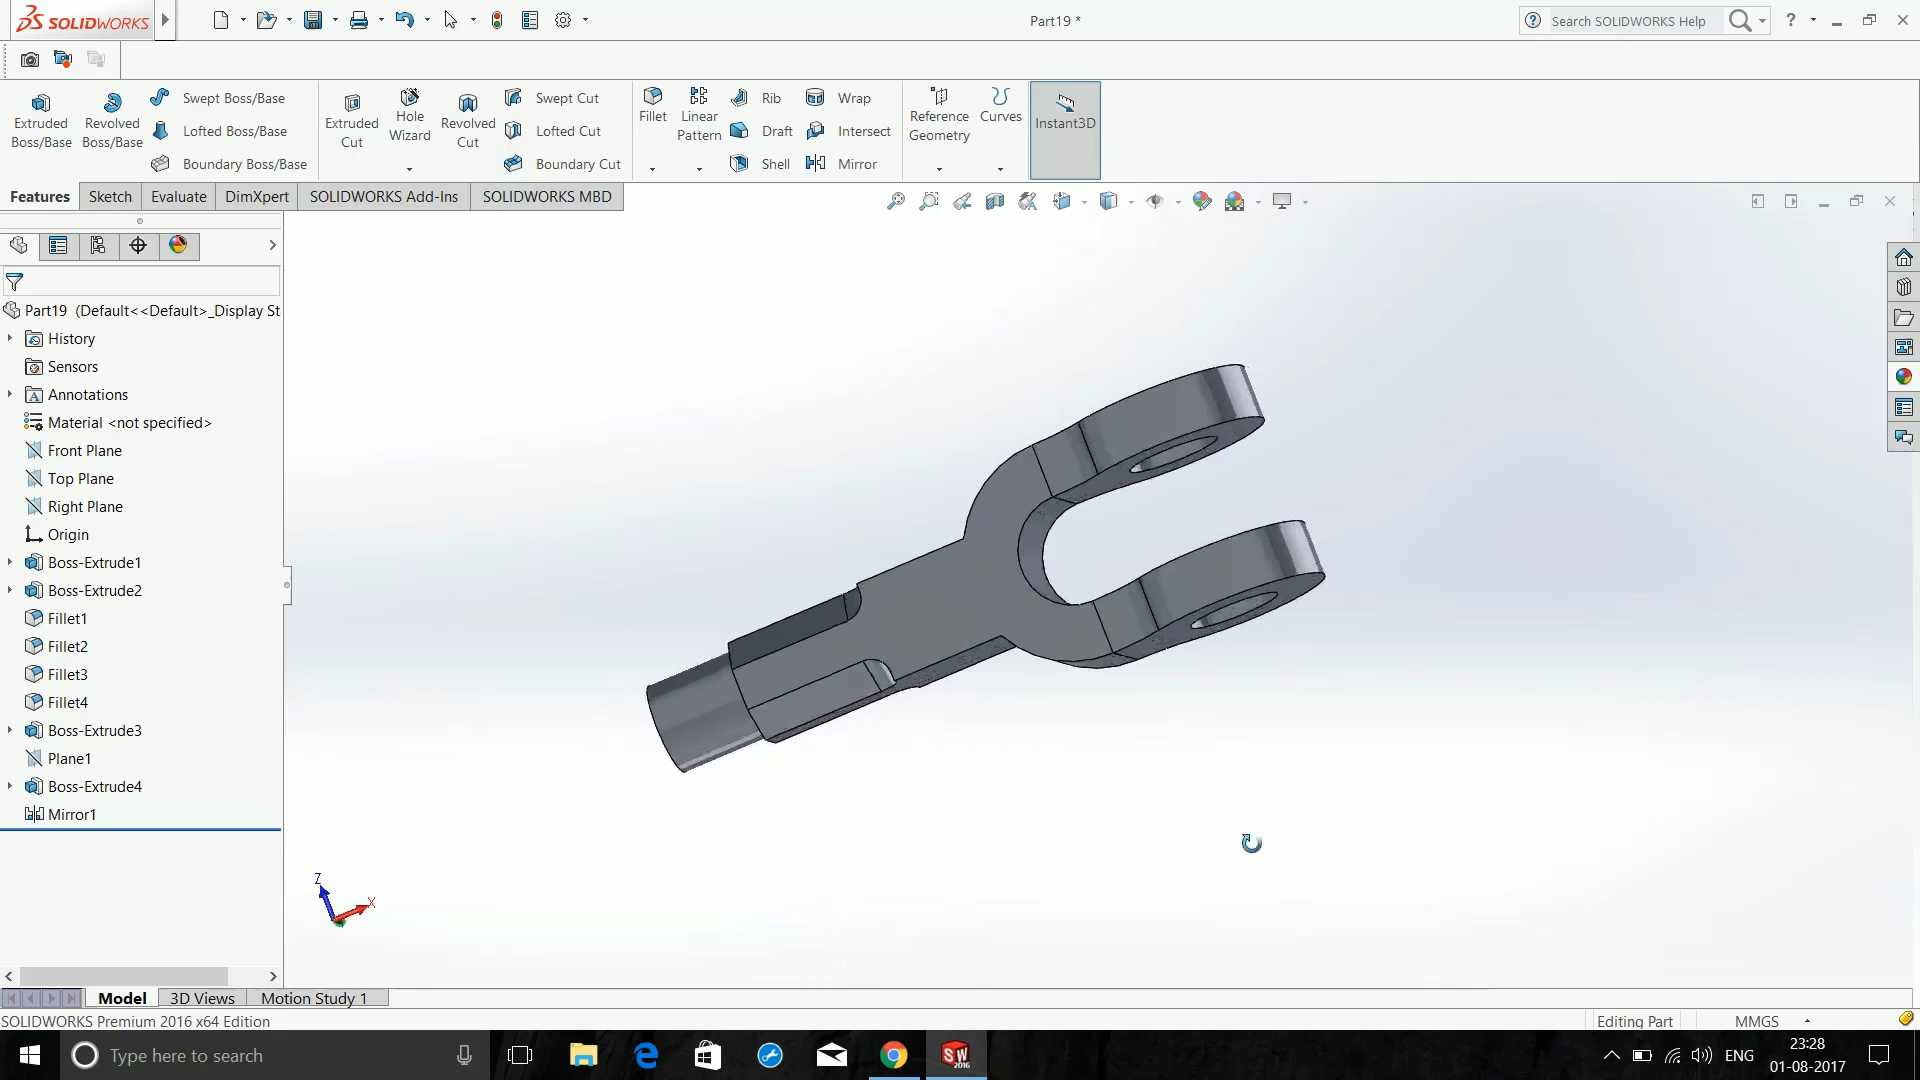 SOLIDWORKS
Part19 *
Search SOLIDWORKS Help
?
Extruded Boss/Base
Revolved Boss/Base
Swept Boss/Base
Lofted Boss/Base
Boundary Boss/Base
Extruded Cut
Hole Wizard
Revolved Cut
Swept Cut
Lofted Cut
Boundary Cut
Fillet
Linear Pattern
Rib
Draft
Shell
Wrap
Intersect
Mirror
Reference Geometry
Curves
Instant3D
Features
Sketch
Evaluate
DimXpert
SOLIDWORKS Add-Ins
SOLIDWORKS MBD
Part19 (Default<<Default>_Display St
History
Sensors
Annotations
Material <not specified>
Front Plane
Top Plane
Right Plane
Origin
Boss-Extrude1
Boss-Extrude2
Fillet1
Fillet2
Fillet3
Fillet4
Boss-Extrude3
Plane1
Boss-Extrude4
Mirror1
Z
X
Model
3D Views
Motion Study 1
SOLIDWORKS Premium 2016 x64 Edition
Editing Part
MMGS
Type here to search
SW
2016
ENG
23:28
01-08-2017